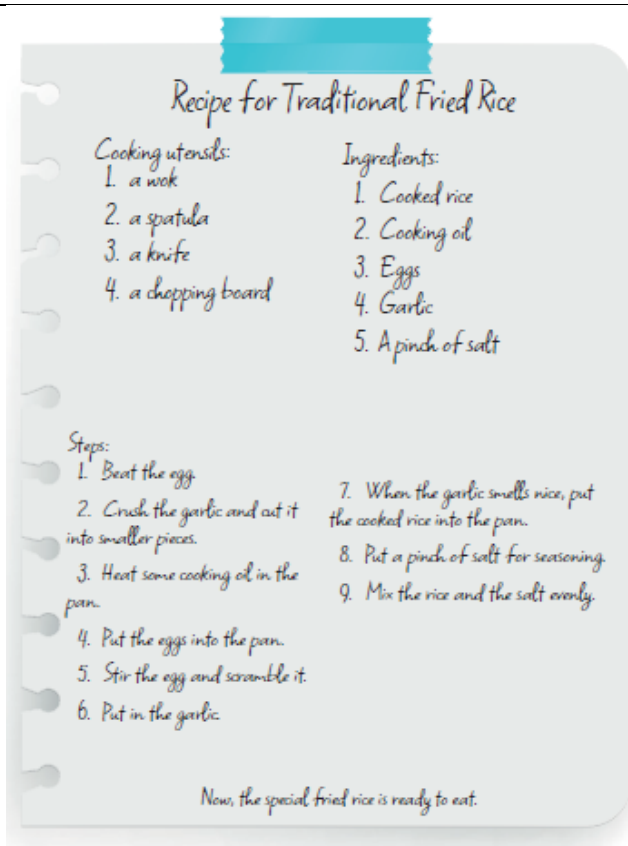 Recipe for Traditional Fried Rice
Cooking utensils:
1. a wok
2. a spatula
3. a knife
4. a chopping board
Ingredients:
1. Cooked rice
2. Cooking oil
3. Eggs
4. Garlic
5. A pinch of salt
Steps:
1. Beat the egg.
2. Crush the garlic and cut it
into smaller pieces.
3. Heat some cooking oil in the
pan.
4. Put the eggs into the pan.
5. Stir the egg and scramble it.
6. Put in the garlic.
7. When the garlic smells nice, put
the cooked rice into the pan.
8. Put a pinch of salt for seasoning.
9. Mix the rice and the salt evenly.
Now, the special fried rice is ready to eat.